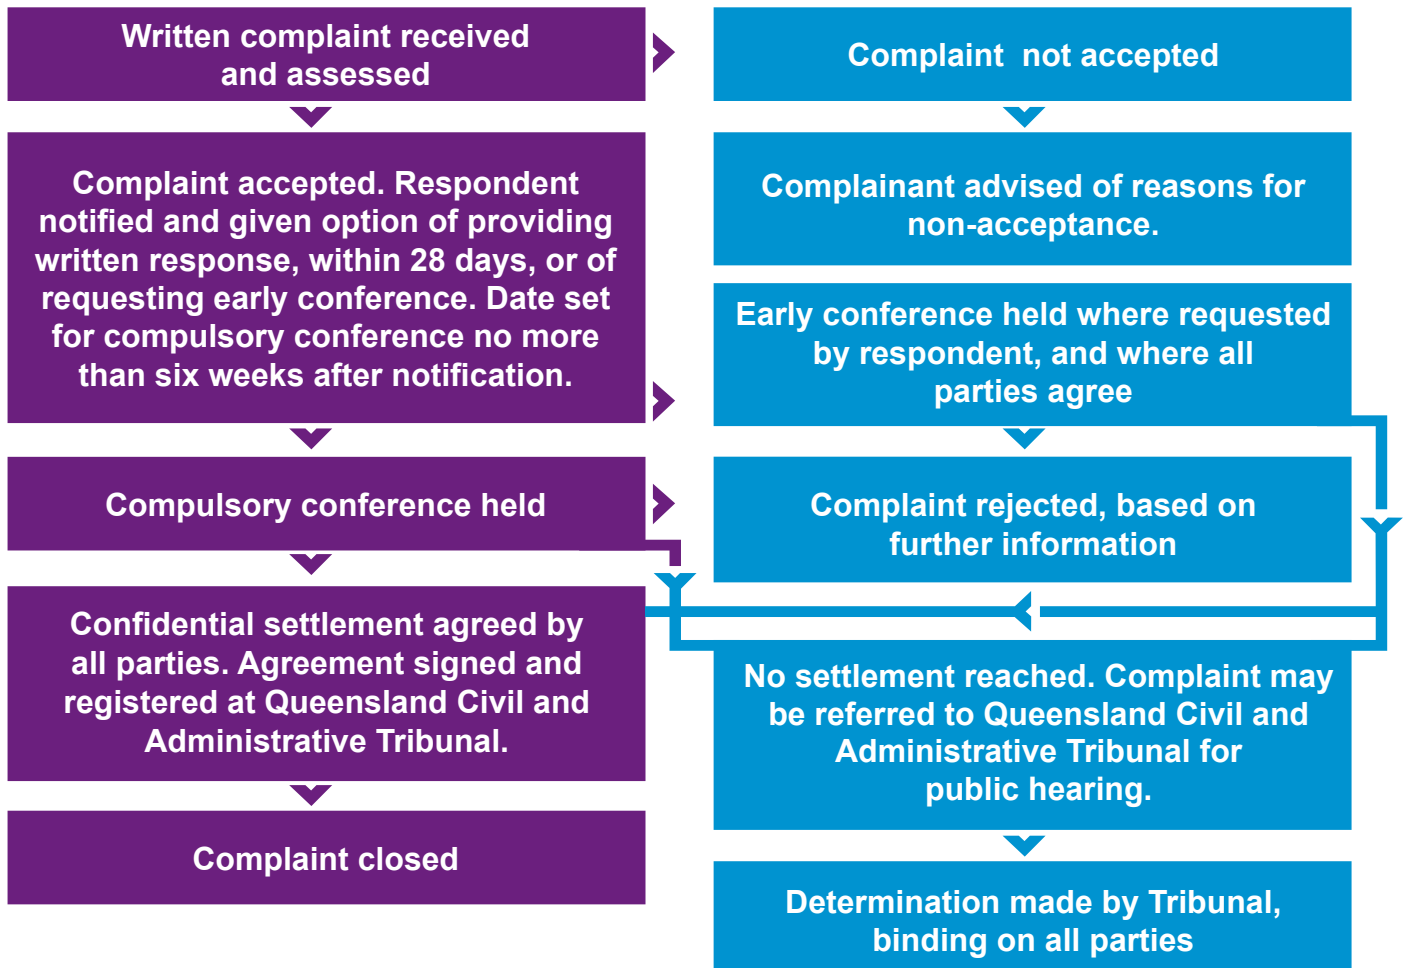 Written complaint received
and assessed
Complaint not accepted
Complaint accepted. Respondent
notified and given option of providing
written response, within 28 days, or of
requesting early conference. Date set
for compulsory conference no more
than six weeks after notification.
Complainant advised of reasons for
non-acceptance.
Early conference held where requested
by respondent, and where all
parties agree
Compulsory conference held
Complaint rejected, based on
further information
Confidential settlement agreed by
all parties. Agreement signed and
registered at Queensland Civil and
Administrative Tribunal.
No settlement reached. Complaint may
be referred to Queensland Civil and
Administrative Tribunal for
public hearing.
Complaint closed
Determination made by Tribunal,
binding on all parties